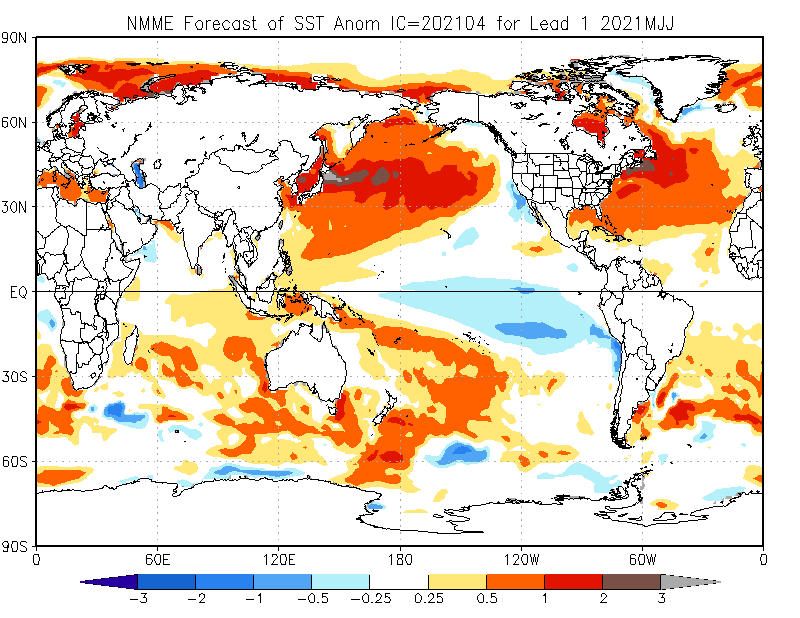 NMME Forecast of SST Anom IC=202104 for Lead 1 2021MJJ
90N
60N
30N
EQ
30S
60S
90S
0 60E 120E 180 120W 60W 0
-3 -2 -1 -0.5 -0.25 0.25 0.5 1 2 3